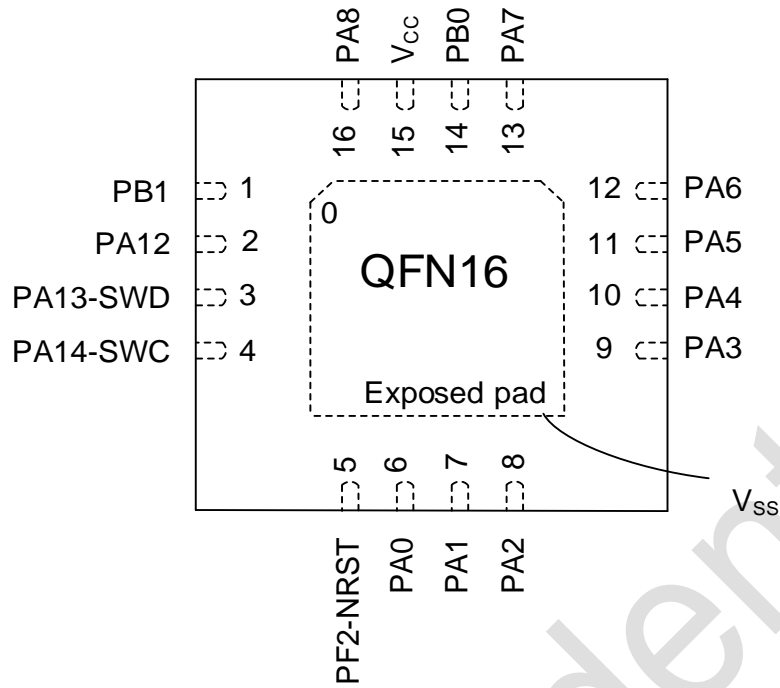 PA8
VCC
PB0
PA7
16
15
14
13
PB1 1
12 PA6
0
PA12 2
QFN16
11 PA5
PA13-SWD 3
10 PA4
PA14-SWC 4
9 PA3
Exposed pad
5
6
7
8
VSS
PF2-NRST
PA0
PA1
PA2